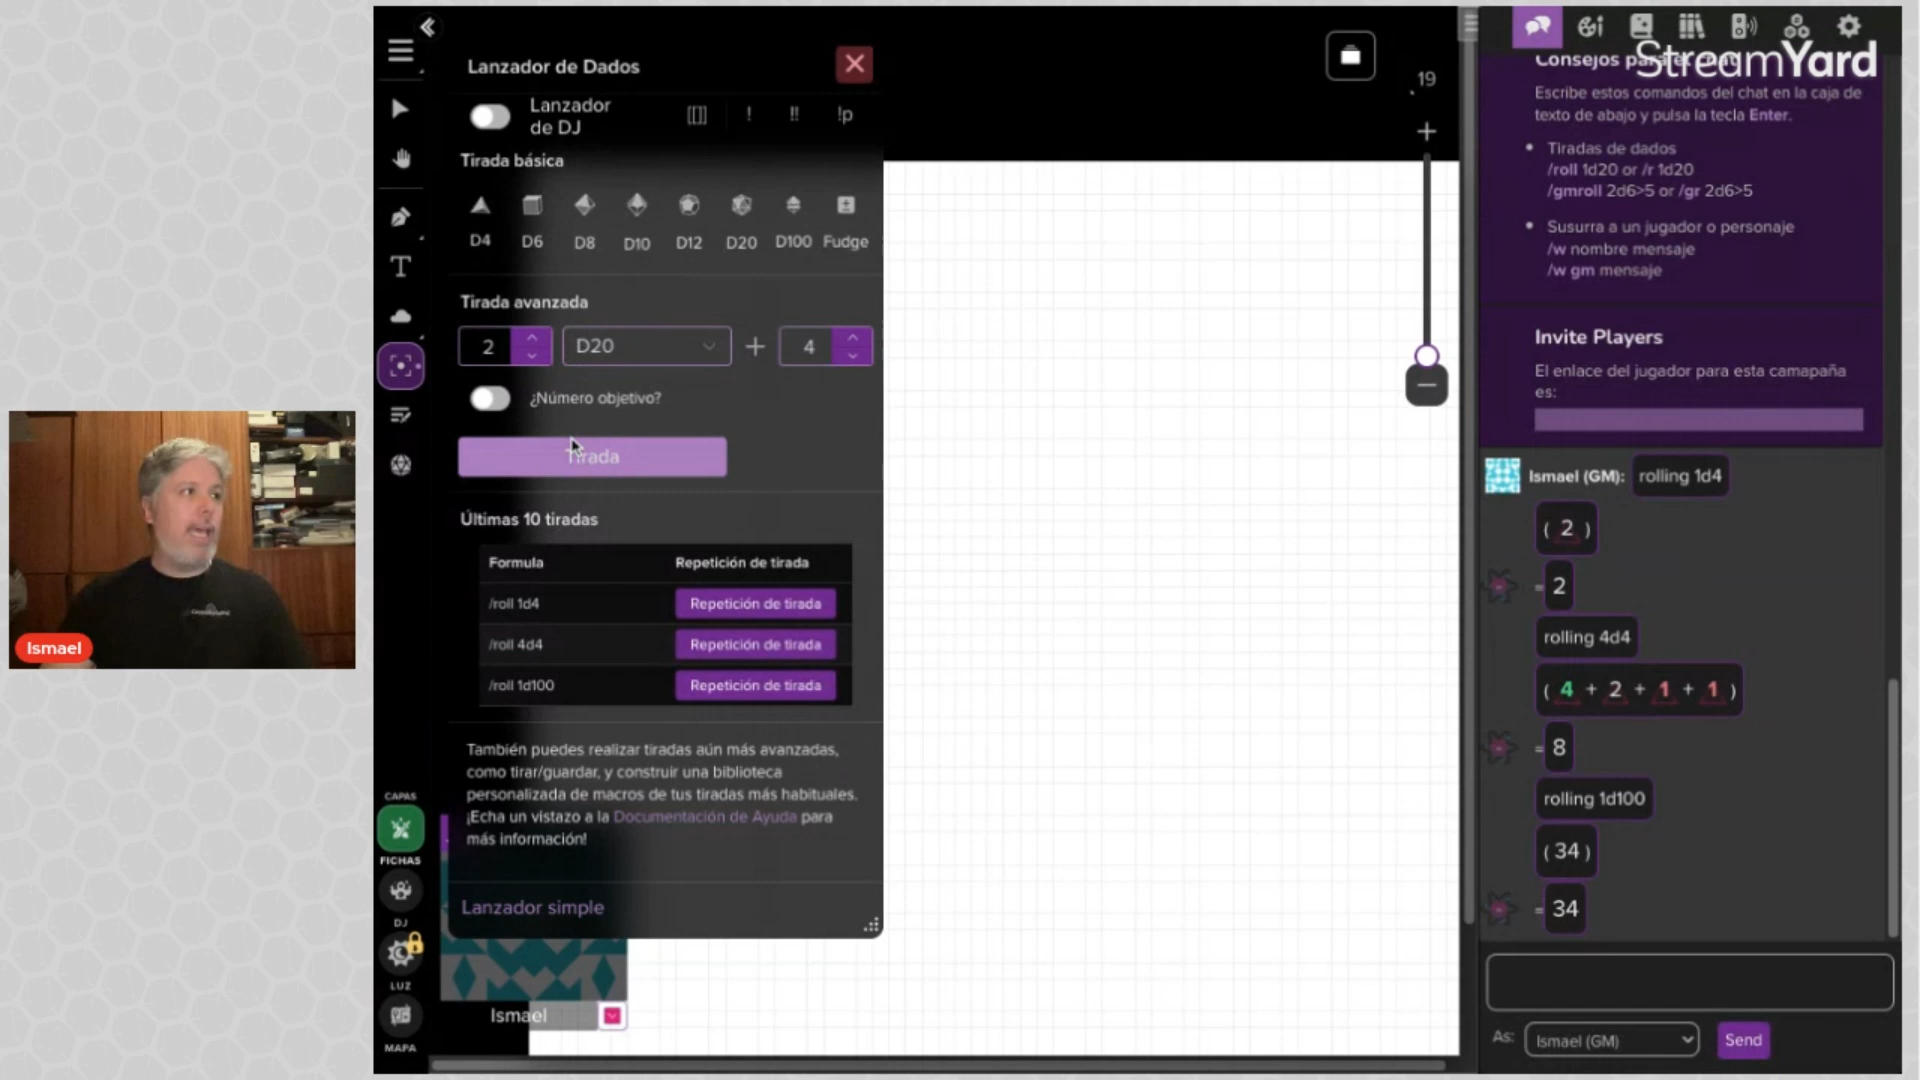 Ismael
Lanzador de Dados
Lanzador
de DJ
[[]]
!
!!
!p
Tirada básica
D4
D6
D8
D10
D12
D20
D100
Fudge
Tirada avanzada
2
D20
+
4
¿Número objetivo?
Tirada
Últimas 10 tiradas
Formula
Repetición de tirada
/roll 1d4
Repetición de tirada
/roll 4d4
Repetición de tirada
/roll 1d100
Repetición de tirada
También puedes realizar tiradas aún más avanzadas,
como tirar/guardar, y construir una biblioteca
personalizada de macros de tus tiradas más habituales.
¡Echa un vistazo a la Documentación de Ayuda para
más información!
Lanzador simple
CAPAS
FICHAS
DJ
LUZ
MAPA
Ismael
19
StreamYard
Consejos para el chat
Escribe estos comandos del chat en la caja de
texto de abajo y pulsa la tecla Enter.
Tiradas de dados
/roll 1d20 or /r 1d20
/gmroll 2d6>5 or /gr 2d6>5
Susurra a un jugador o personaje
/w nombre mensaje
/w gm mensaje
Invite Players
El enlace del jugador para esta camapaña
es:
Ismael (GM): rolling 1d4
( 2 )
= 2
rolling 4d4
( 4 + 2 + 1 + 1 )
= 8
rolling 1d100
( 34 )
= 34
As: Ismael (GM)
Send